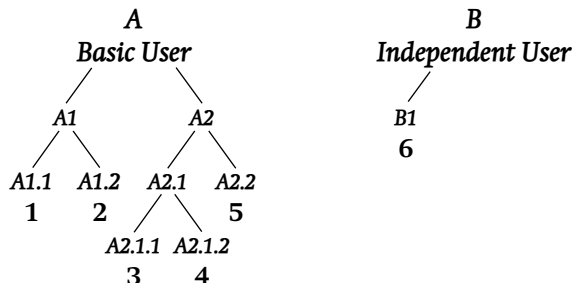 A B
Basic User Independent User
A1 A2 B1
6
A1.1 A1.2 A2.1 A2.2
1 2 5
A2.1.1 A2.1.2
3 4